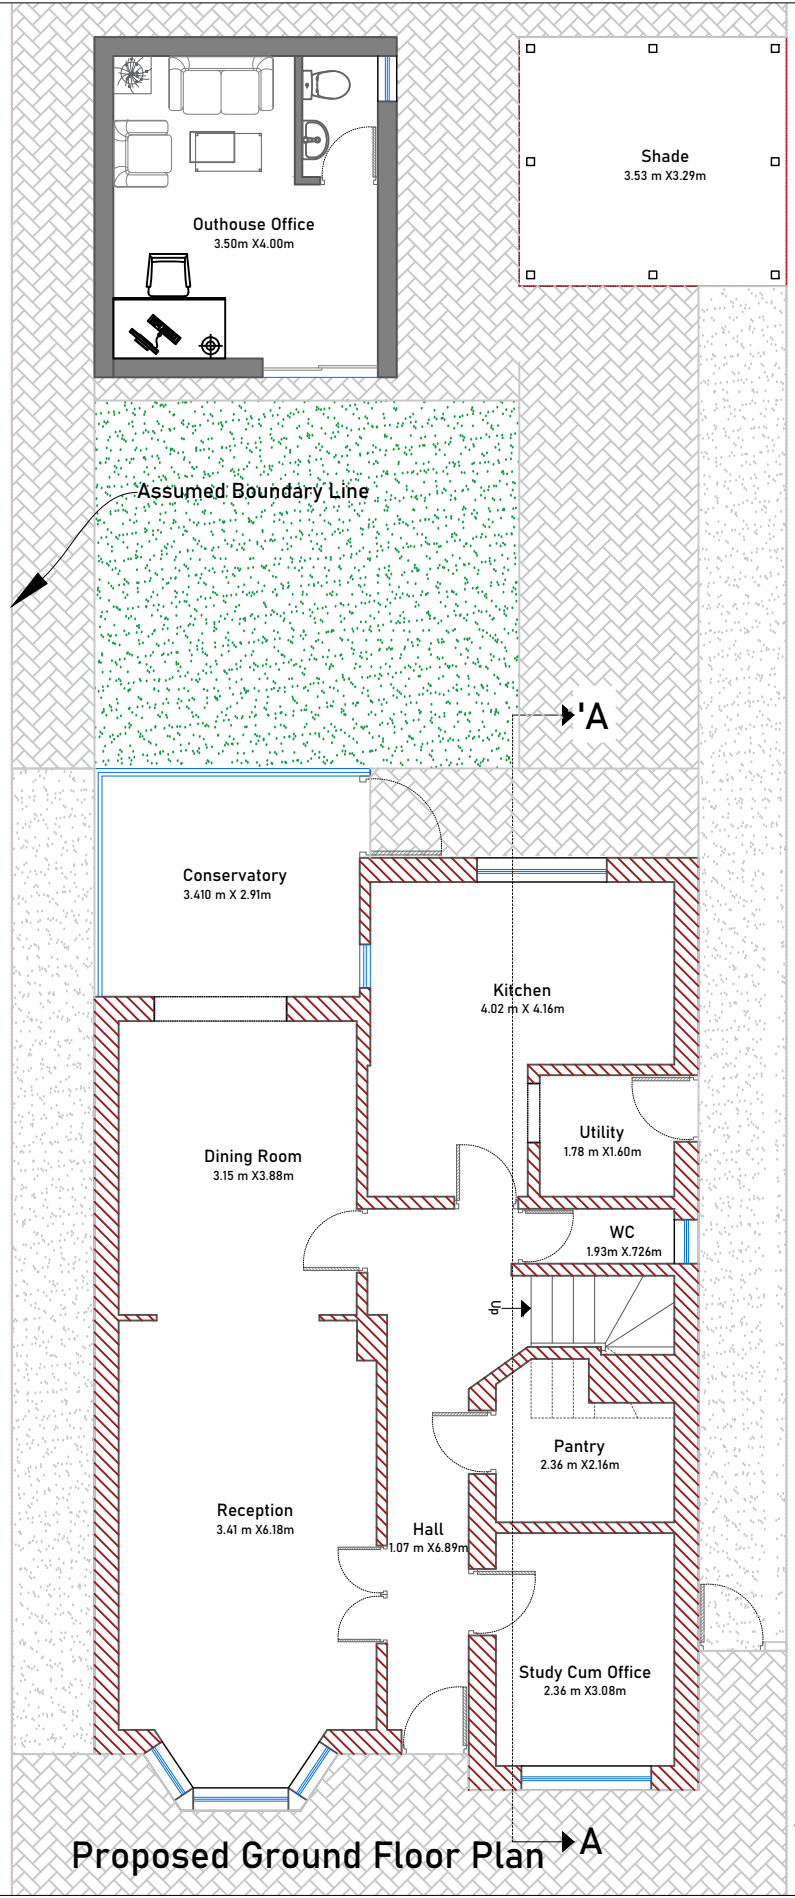 Shade
3.53 m X3.29m
Outhouse Office
3.50m X4.00m
Assumed Boundary Line
'A
Conservatory
3.410 m X 2.91m
Kitchen
4.02 m X 4.16m
Utility
1.78 m X1.60m
Dining Room
3.15 m X3.88m
WC
1.93m X.726m
Up
Pantry
2.36 m X2.16m
Reception
3.41 m X6.18m
Hall
1.07 m X6.89m
Study Cum Office
2.36 m X3.08m
A
Proposed Ground Floor Plan